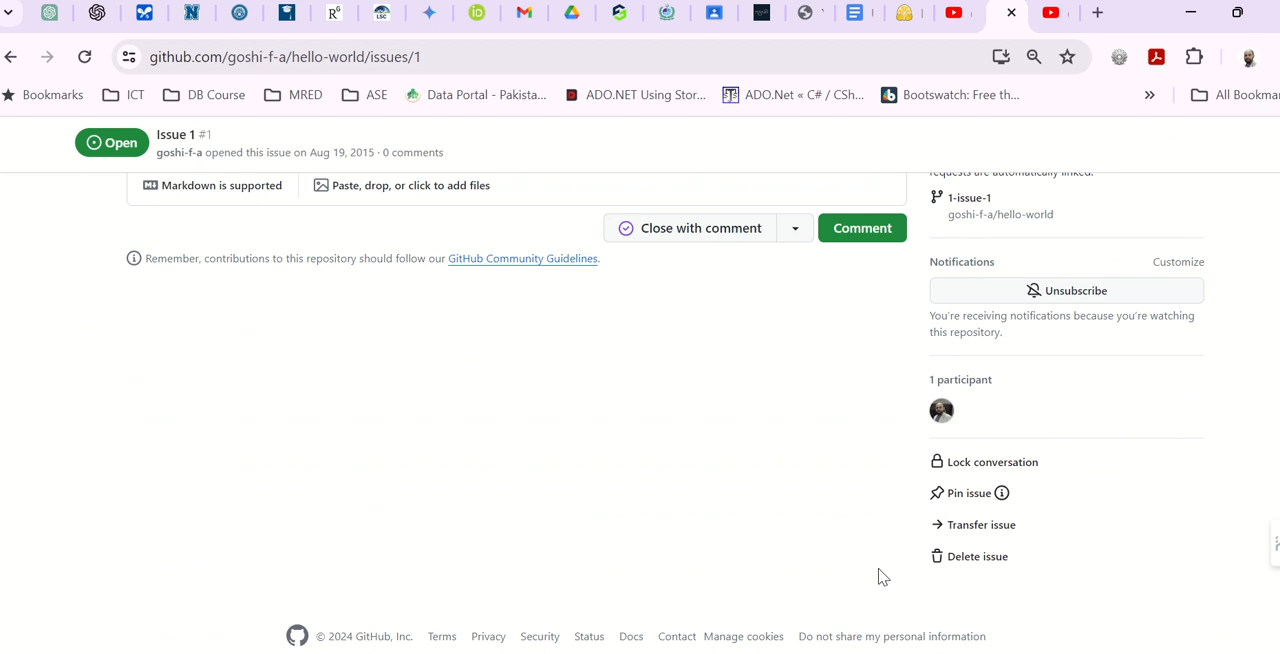 github.com/goshi-f-a/hello-world/issues/1
Bookmarks ICT DB Course MRED ASE Data Portal - Pakista... ADO.NET Using Stor... ADO.Net « C# / CSh... Bootswatch: Free th... » All Bookma
Open Issue 1 #1
goshi-f-a opened this issue on Aug 19, 2015 · 0 comments
Markdown is supported Paste, drop, or click to add files
Close with comment Comment
Remember, contributions to this repository should follow our GitHub Community Guidelines.
requests are automatically linked.
1-issue-1
goshi-f-a/hello-world
Notifications Customize
Unsubscribe
You're receiving notifications because you're watching
this repository.
1 participant
Lock conversation
Pin issue
Transfer issue
Delete issue
© 2024 GitHub, Inc. Terms Privacy Security Status Docs Contact Manage cookies Do not share my personal information